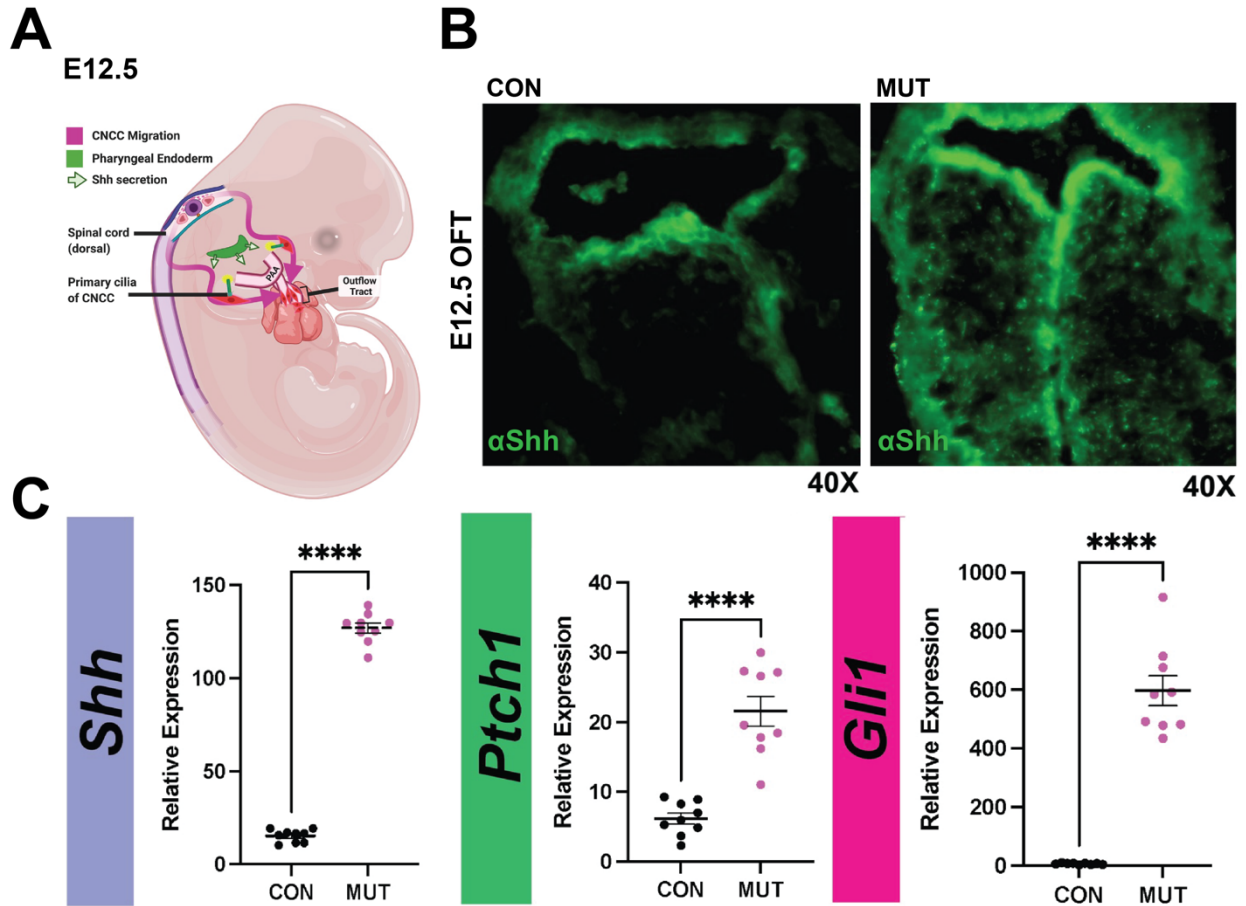 A
E12.5
CNCC Migration
Pharyngeal Endoderm
Shh secretion
Spinal cord
(dorsal)
Primary cilia
of CNCC
PAA
Outflow
Tract
B
CON
MUT
E12.5 OFT
αShh
40X
αShh
40X
C
Shh
Relative Expression
150
100
50
0
****
CON
MUT
Ptch1
Relative Expression
40
30
20
10
0
****
CON
MUT
Gli1
Relative Expression
1000
800
600
400
200
0
****
CON
MUT